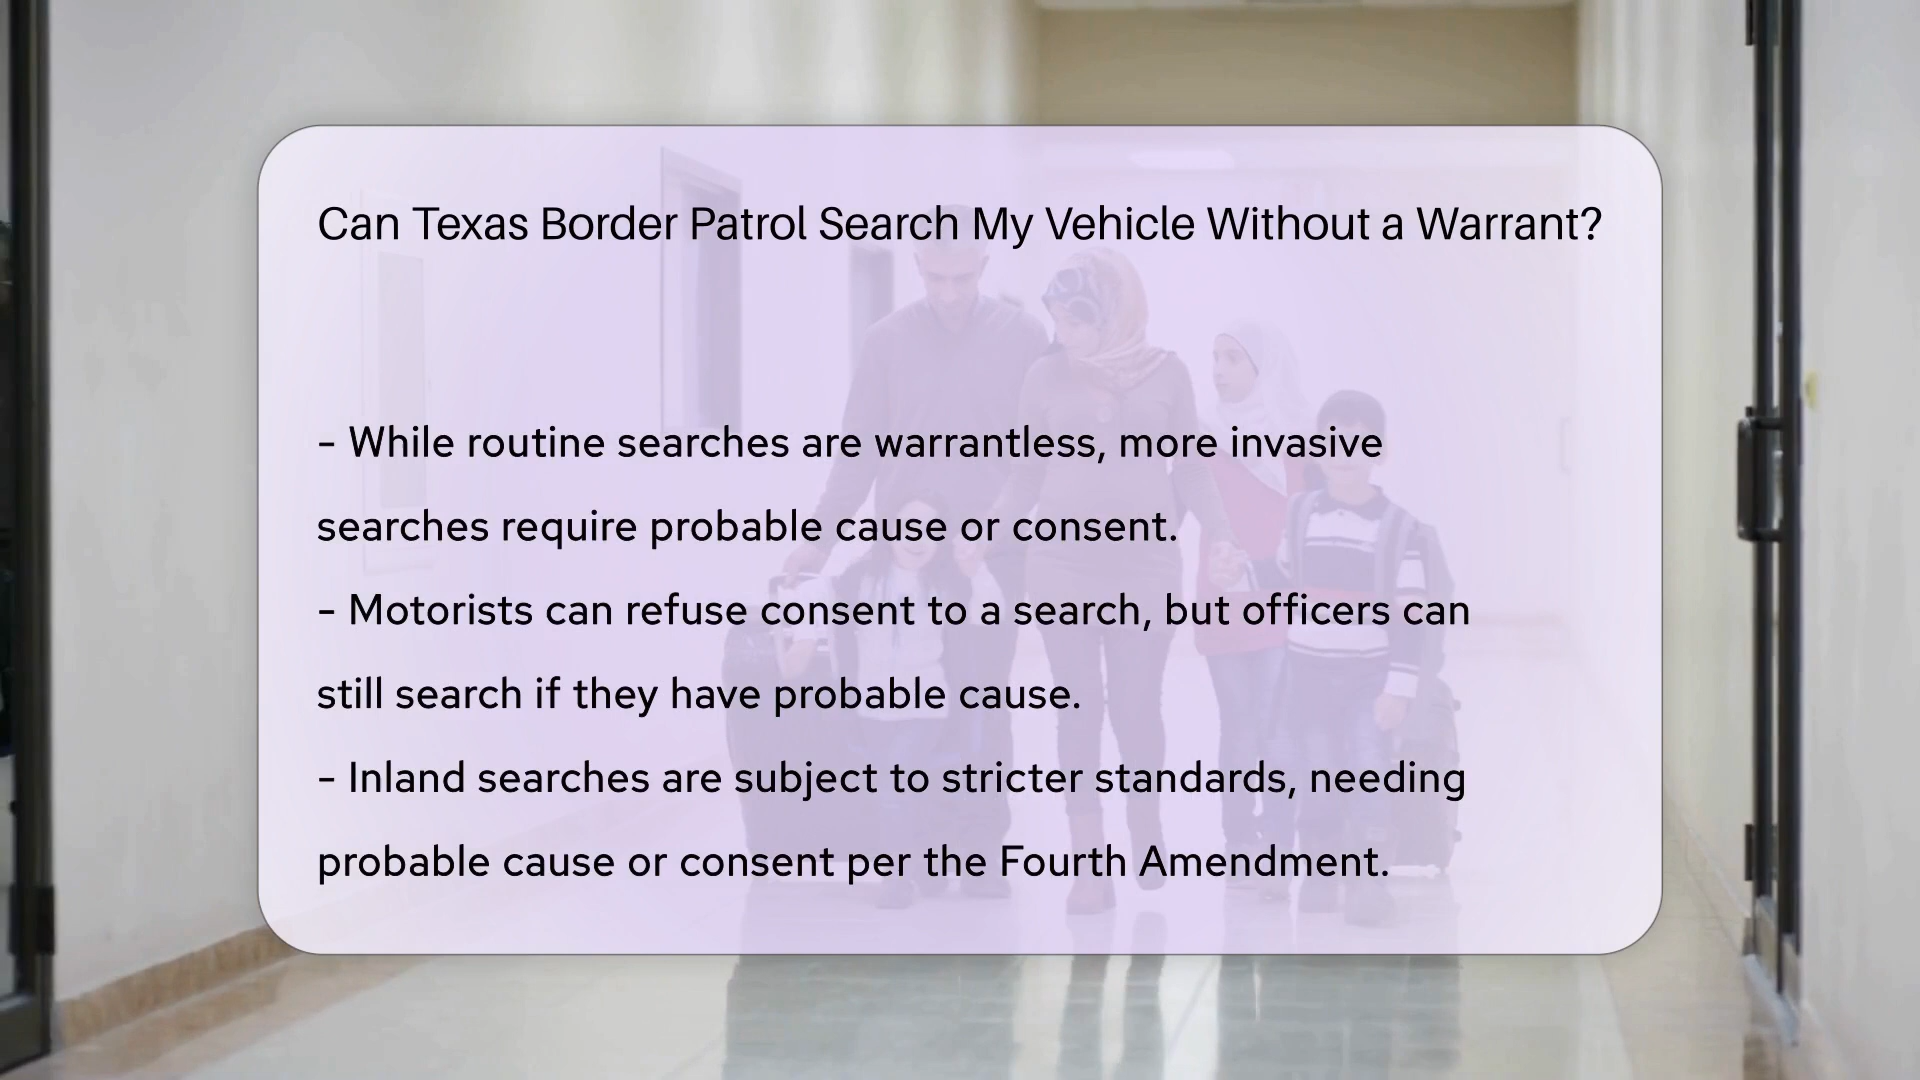 Can Texas Border Patrol Search My Vehicle Without a Warrant?
– While routine searches are warrantless, more invasive
searches require probable cause or consent.
– Motorists can refuse consent to a search, but officers can
still search if they have probable cause.
– Inland searches are subject to stricter standards, needing
probable cause or consent per the Fourth Amendment.